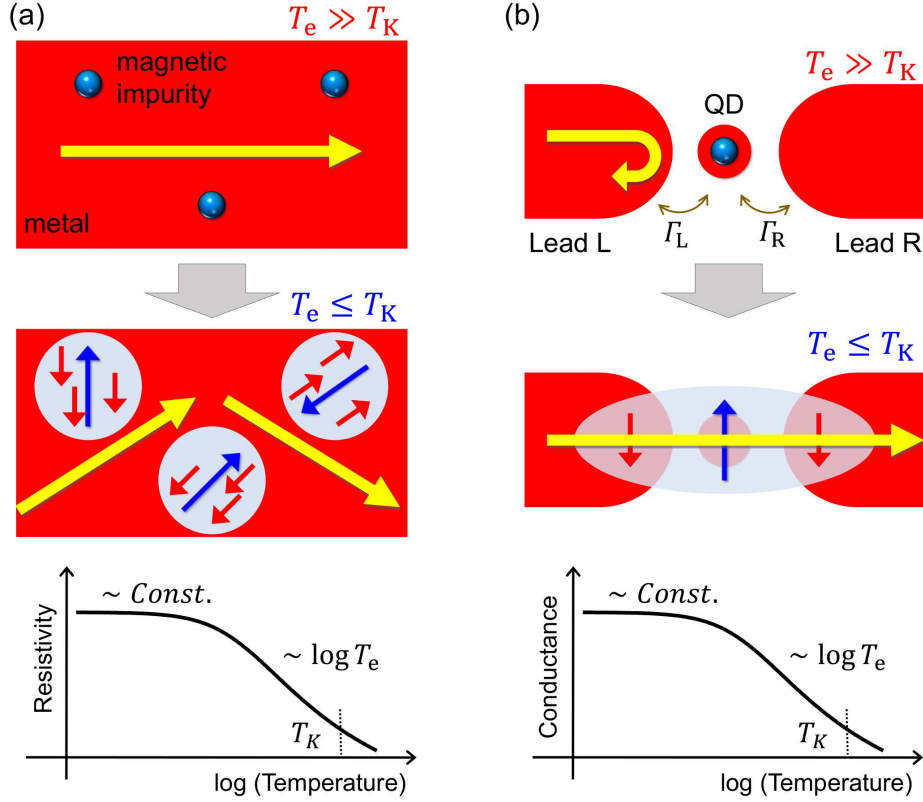 (a)
T_e ≫ T_K
magnetic
impurity
metal
T_e ≤ T_K
~ Const.
~ log T_e
T_K
Resistivity
log (Temperature)
(b)
T_e ≫ T_K
QD
Γ_L
Γ_R
Lead L
Lead R
T_e ≤ T_K
~ Const.
~ log T_e
T_K
Conductance
log (Temperature)